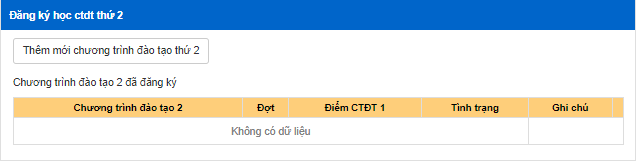 Đăng ký học ctdt thứ 2
Thêm mới chương trình đào tạo thứ 2
Chương trình đào tạo 2 đã đăng ký
Chương trình đào tạo 2 Đợt Điểm CTĐT 1 Tình trạng Ghi chú
Không có dữ liệu